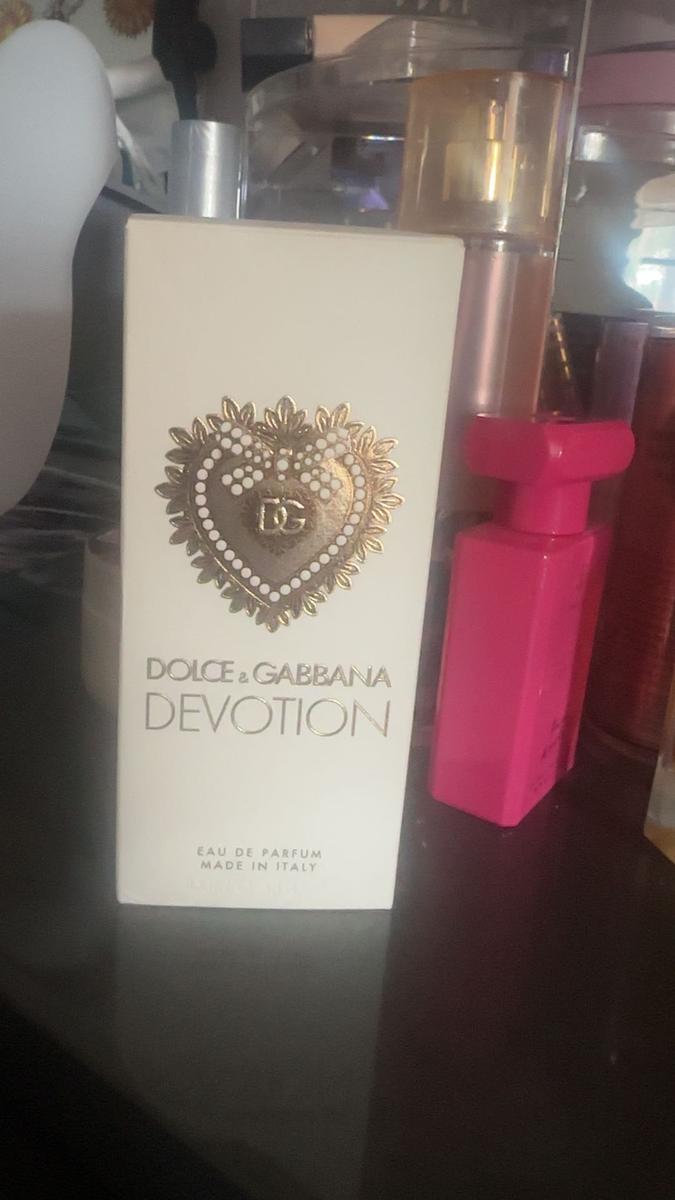 DG
DOLCE & GABBANA
DEVOTION
EAU DE PARFUM
MADE IN ITALY